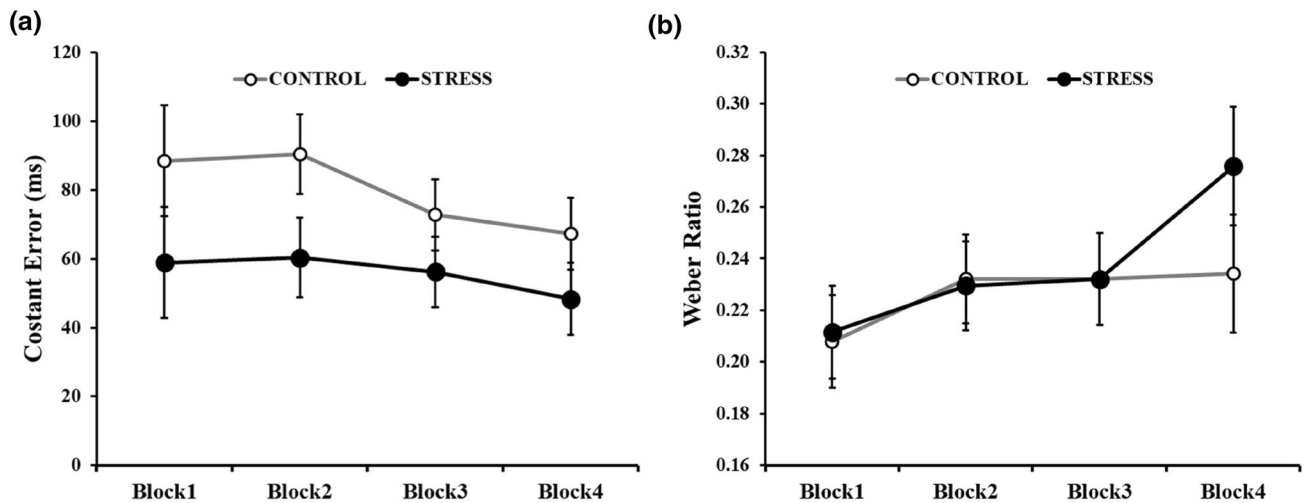 (a)
120
100
80
60
40
20
0
Costant Error (ms)
CONTROL STRESS
Block1 Block2 Block3 Block4
(b)
0.32
0.30
0.28
0.26
0.24
0.22
0.20
0.18
0.16
Weber Ratio
CONTROL STRESS
Block1 Block2 Block3 Block4